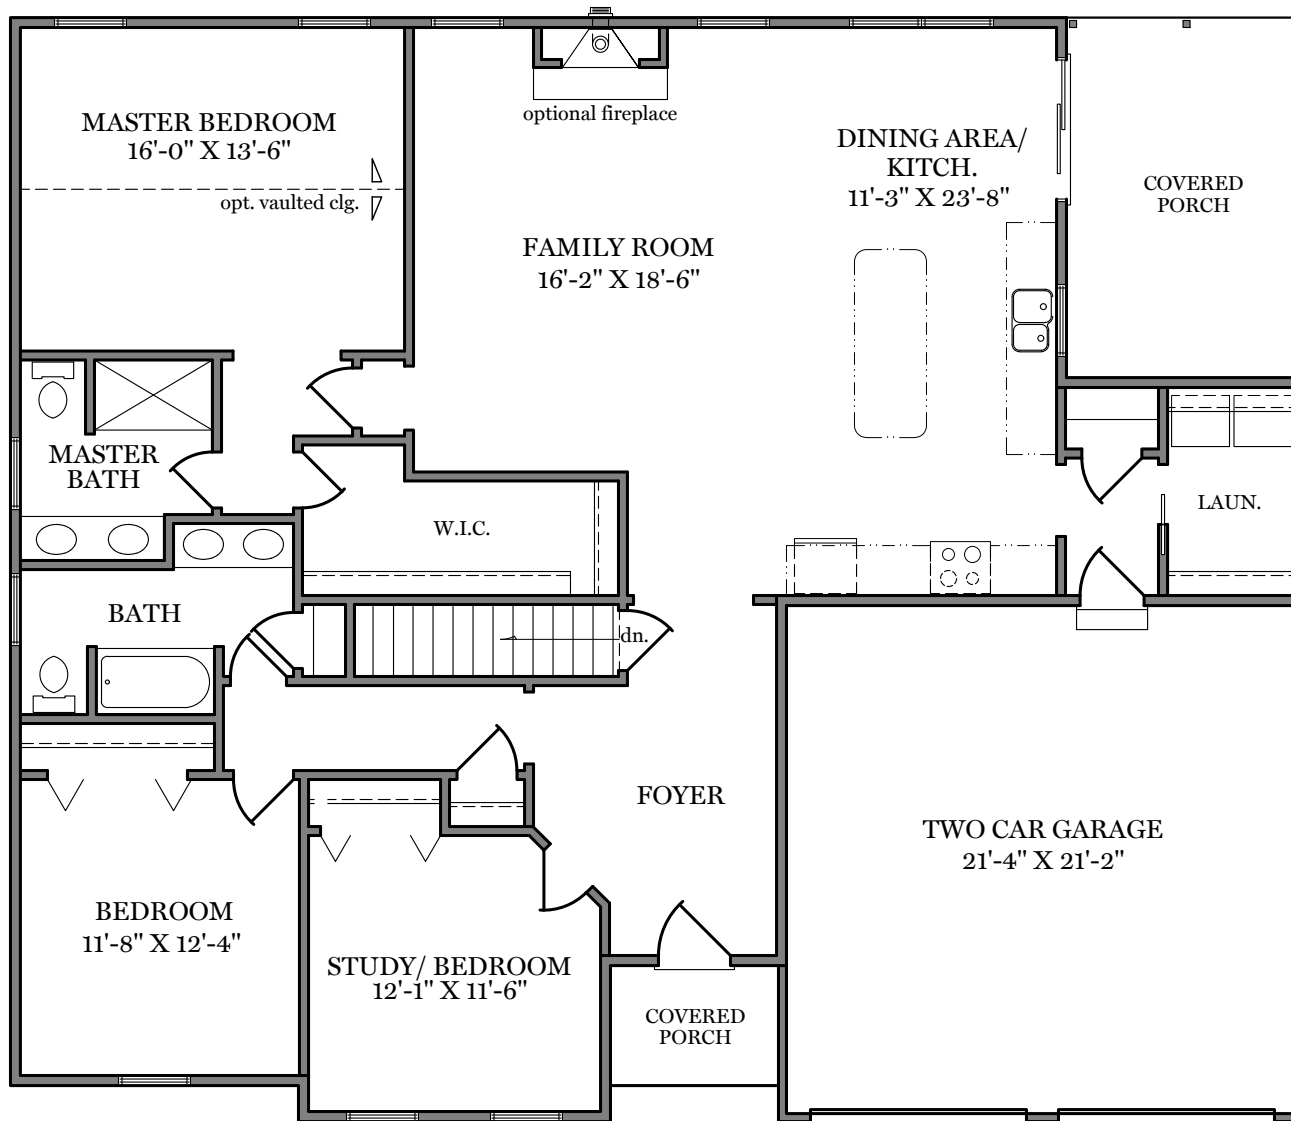 MASTER BEDROOM
16'-0" X 13'-6"
opt. vaulted clg.
optional fireplace
DINING AREA/
KITCH.
11'-3" X 23'-8"
COVERED
PORCH
FAMILY ROOM
16'-2" X 18'-6"
MASTER
BATH
W.I.C.
LAUN.
BATH
dn.
FOYER
TWO CAR GARAGE
21'-4" X 21'-2"
BEDROOM
11'-8" X 12'-4"
STUDY/ BEDROOM
12'-1" X 11'-6"
COVERED
PORCH